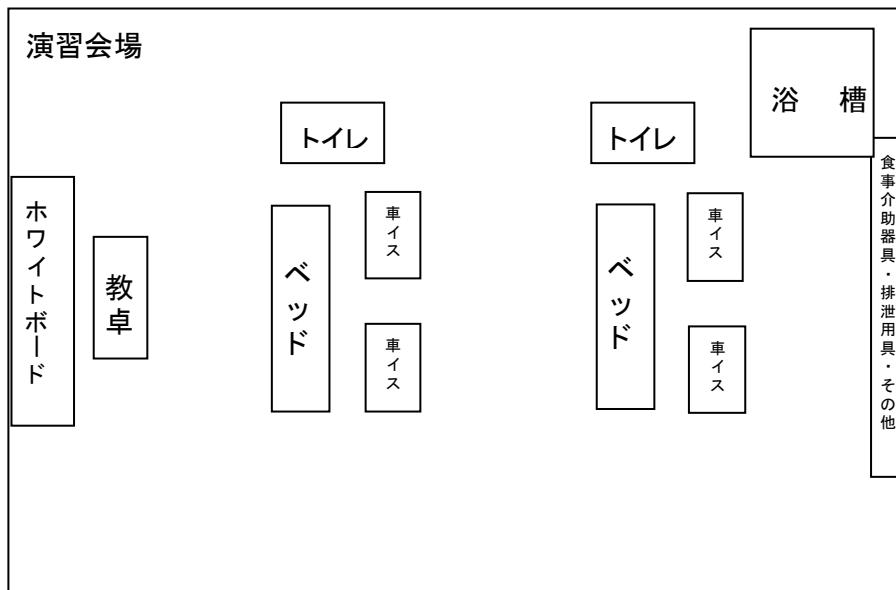 演習会場
浴 槽
トイレ
トイレ
食事介助器具・排泄用具・その他
ホワイトボード
教卓
ベッド
車イス
車イス
ベッド
車イス
車イス